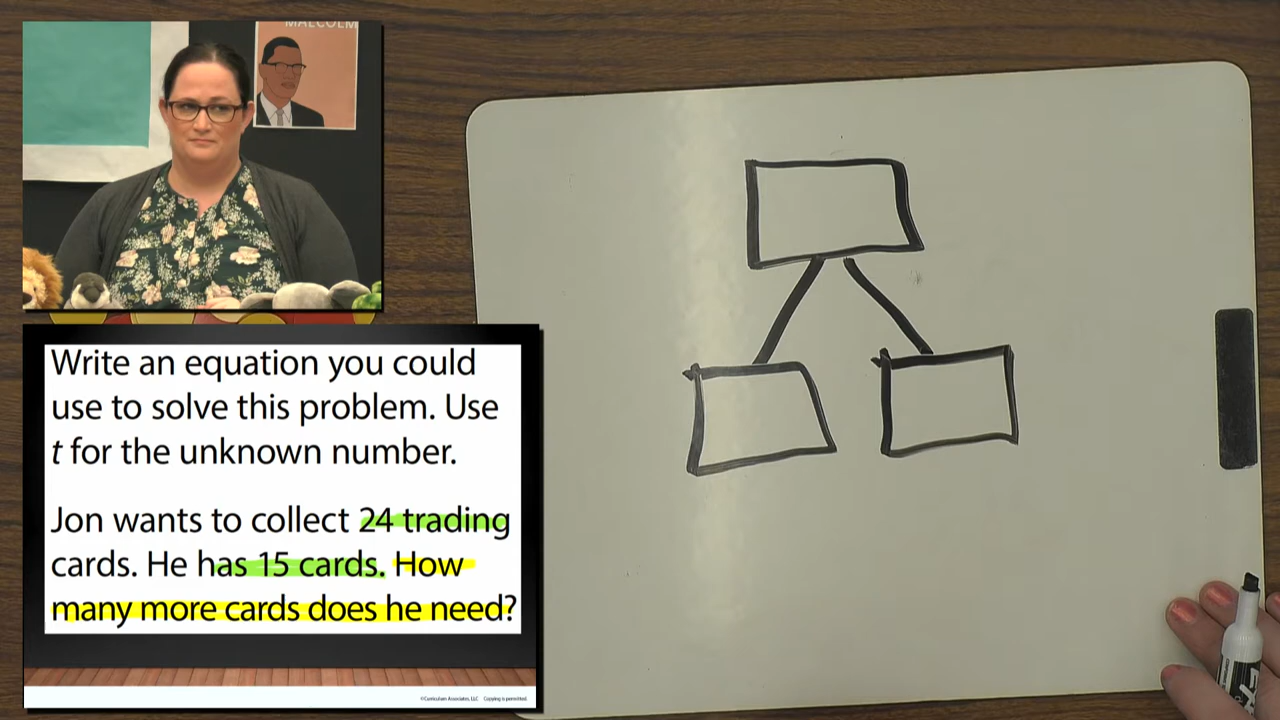 MALCOLM
Write an equation you could
use to solve this problem. Use
t for the unknown number.
Jon wants to collect 24 trading
cards. He has 15 cards. How
many more cards does he need?
©Curriculum Associates, LLC Copying is permitted.